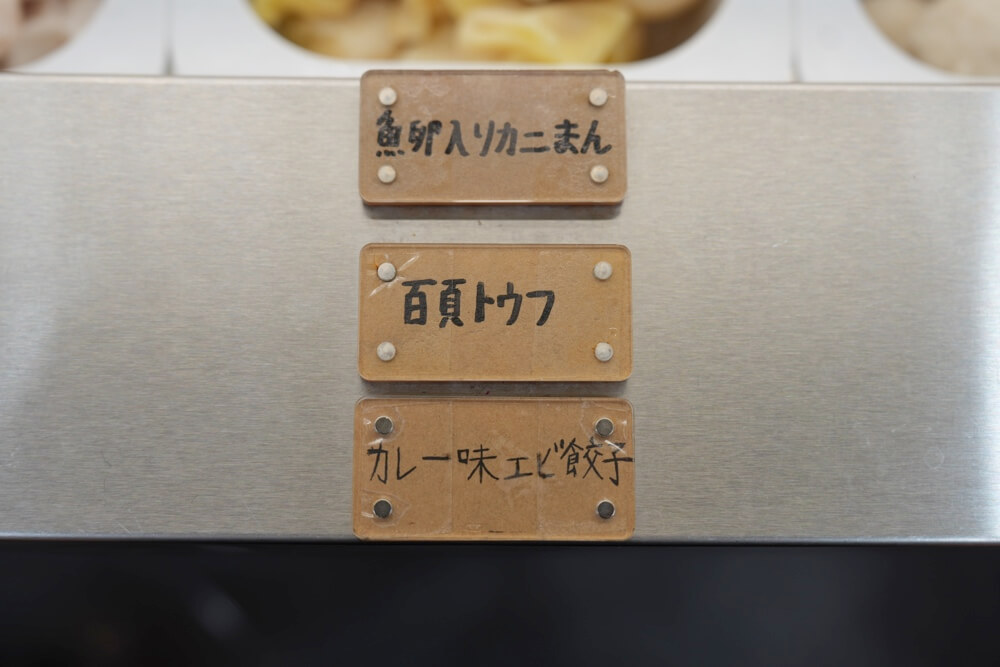 魚卵入リカニまん
百頁トウフ
カレー味エビ餃子